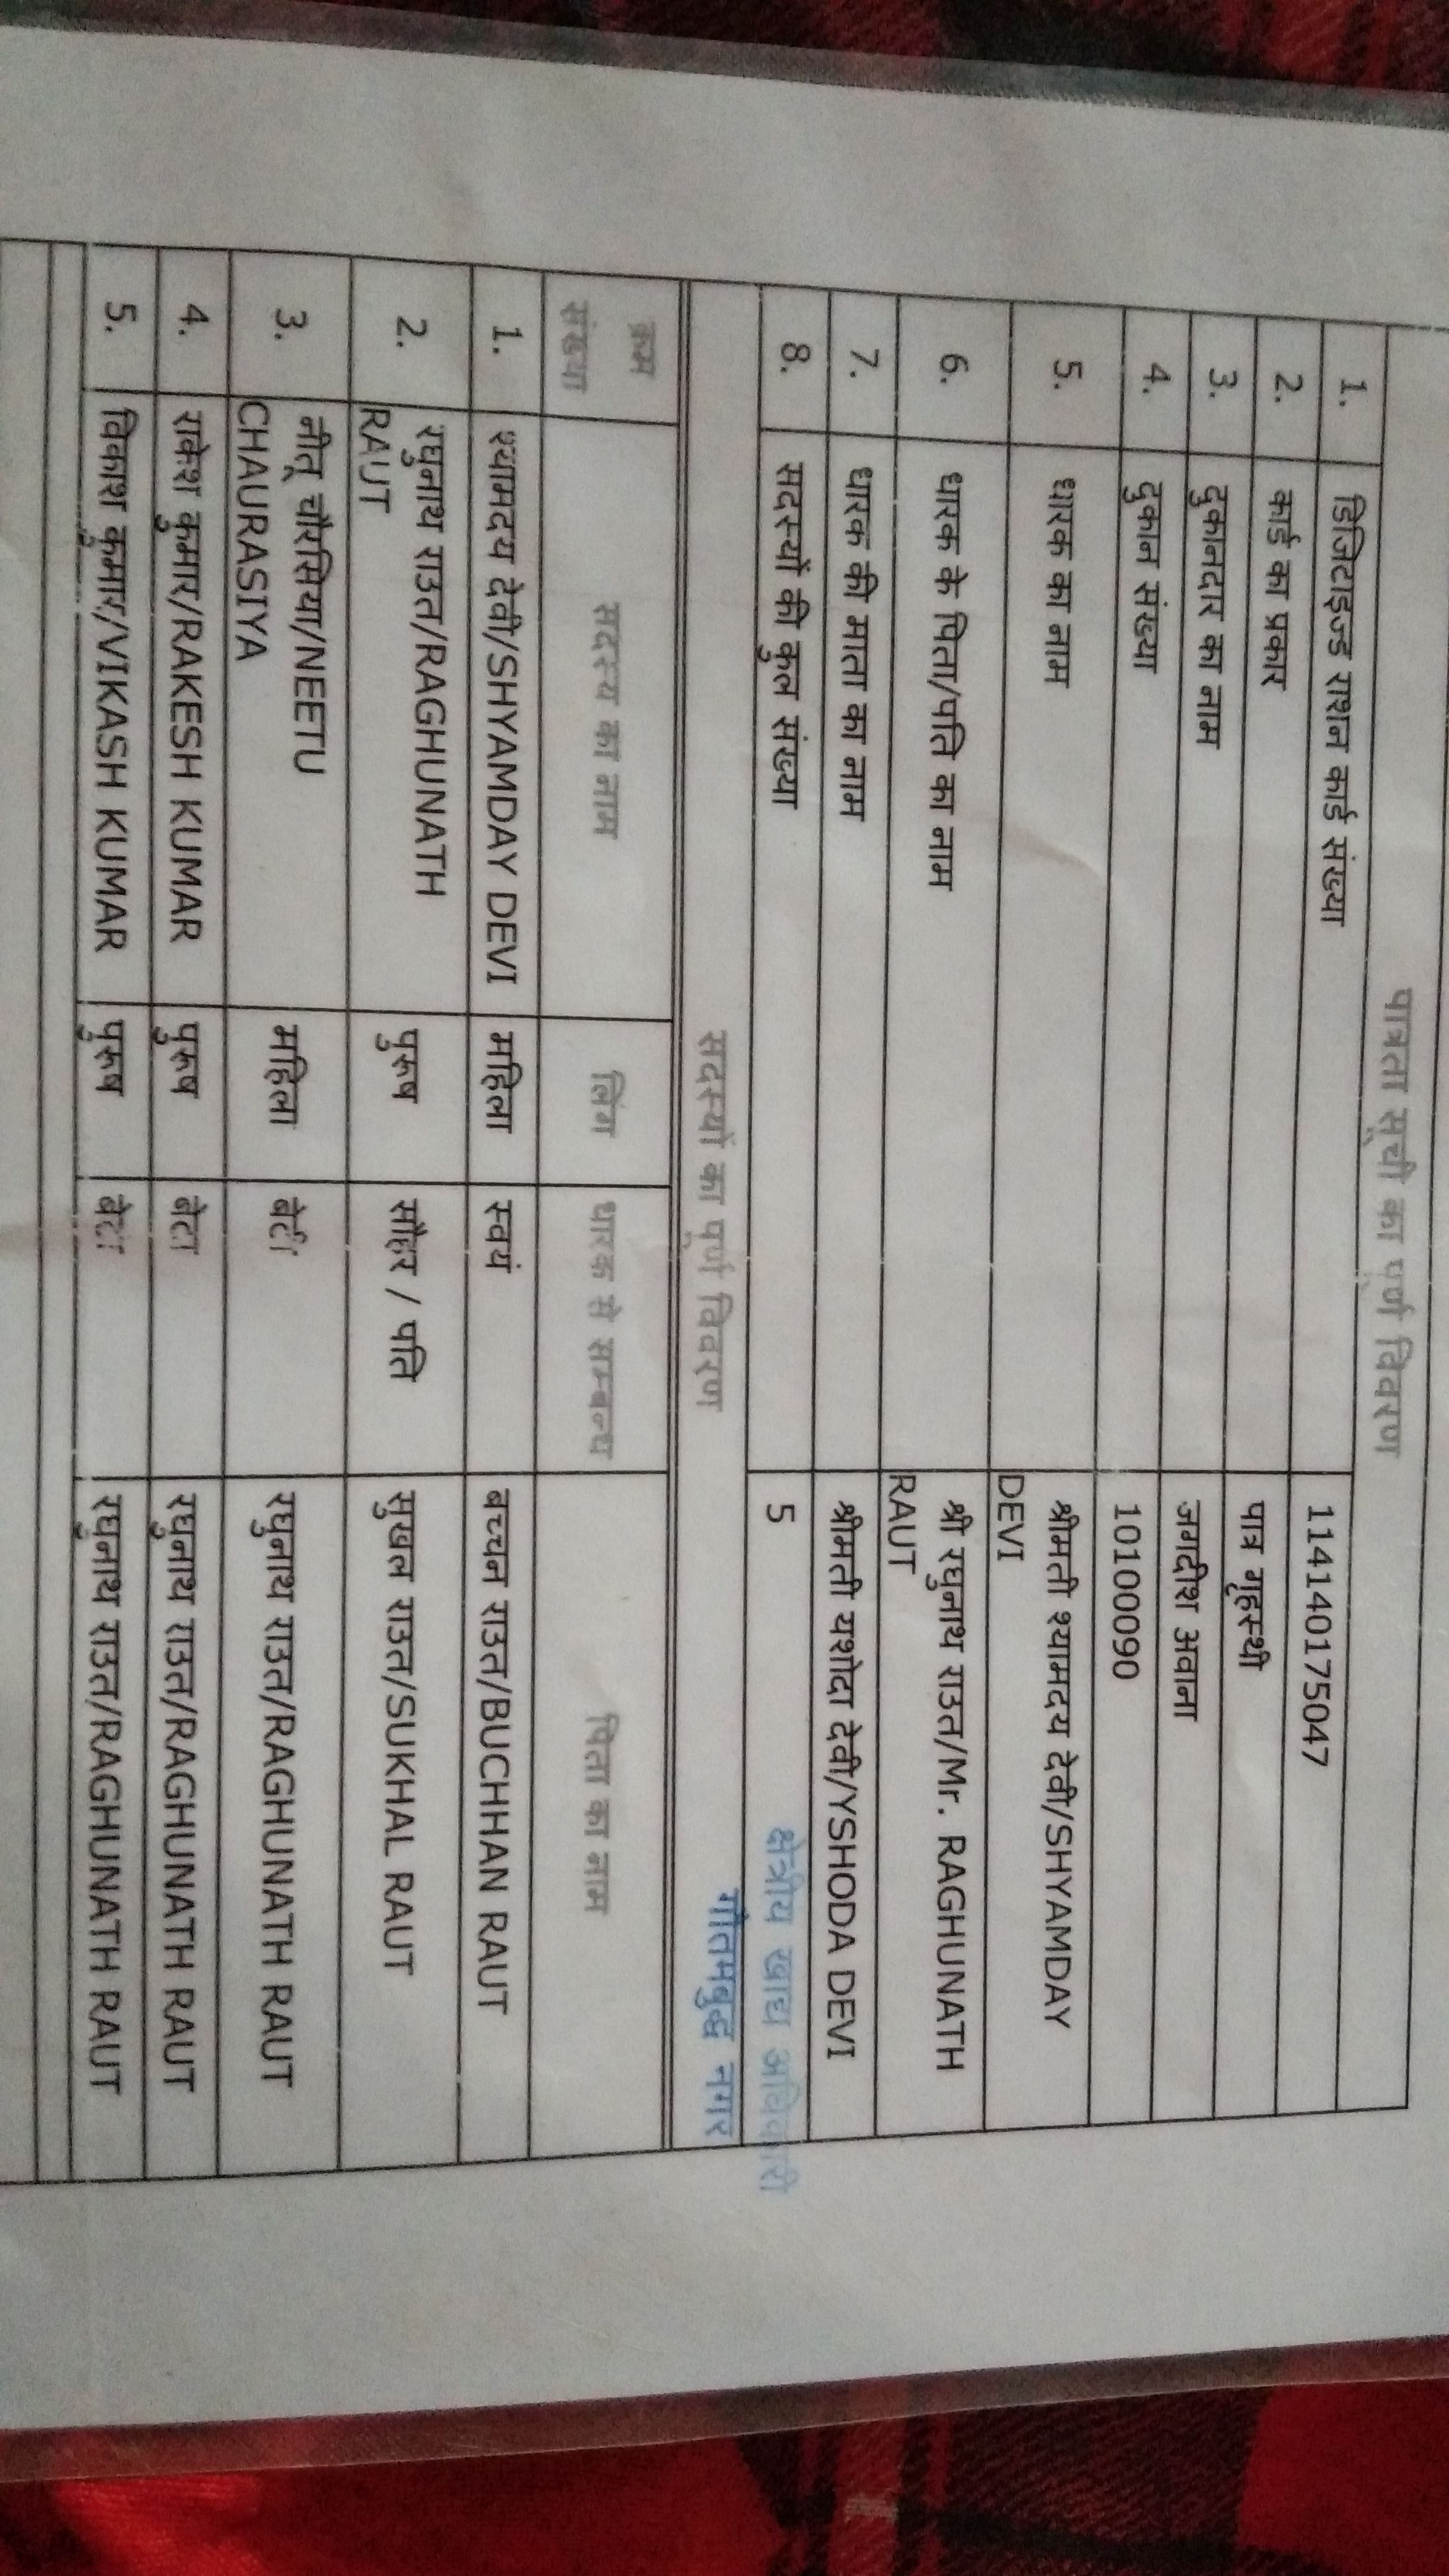 पात्रता सूची का पूर्ण विवरण
1. डिजिटाइज्ड राशन कार्ड संख्या 114140175047
2. कार्ड का प्रकार पात्र गृहस्थी
3. दुकानदार का नाम जगदीश अवाना
4. दुकान संख्या 10100090
5. धारक का नाम श्रीमती श्यामदय देवी/SHYAMDAY
DEVI
6. धारक के पिता/पति का नाम श्री रघुनाथ राउत/Mr. RAGHUNATH
RAUT
7. धारक की माता का नाम श्रीमती यशोदा देवी/YSHODA DEVI
8. सदस्यों की कुल संख्या 5
क्षेत्रीय खाद्य अधिकारी
गौतमबुद्ध नगर
सदस्यों का पूर्ण विवरण
क्रम
संख्या सदस्य का नाम लिंग धारक से सम्बन्ध पिता का नाम
1. श्यामदय देवी/SHYAMDAY DEVI महिला स्वयं बच्चन राउत/BUCHHAN RAUT
2. रघुनाथ राउत/RAGHUNATH
RAUT पुरूष सौहर / पति सुखल राउत/SUKHAL RAUT
3. नीतू चौरसिया/NEETU
CHAURASIYA महिला बेटी रघुनाथ राउत/RAGHUNATH RAUT
4. राकेश कुमार/RAKESH KUMAR पुरूष बेटा रघुनाथ राउत/RAGHUNATH RAUT
5. विकाश कुमार/VIKASH KUMAR पुरूष बेटा रघुनाथ राउत/RAGHUNATH RAUT